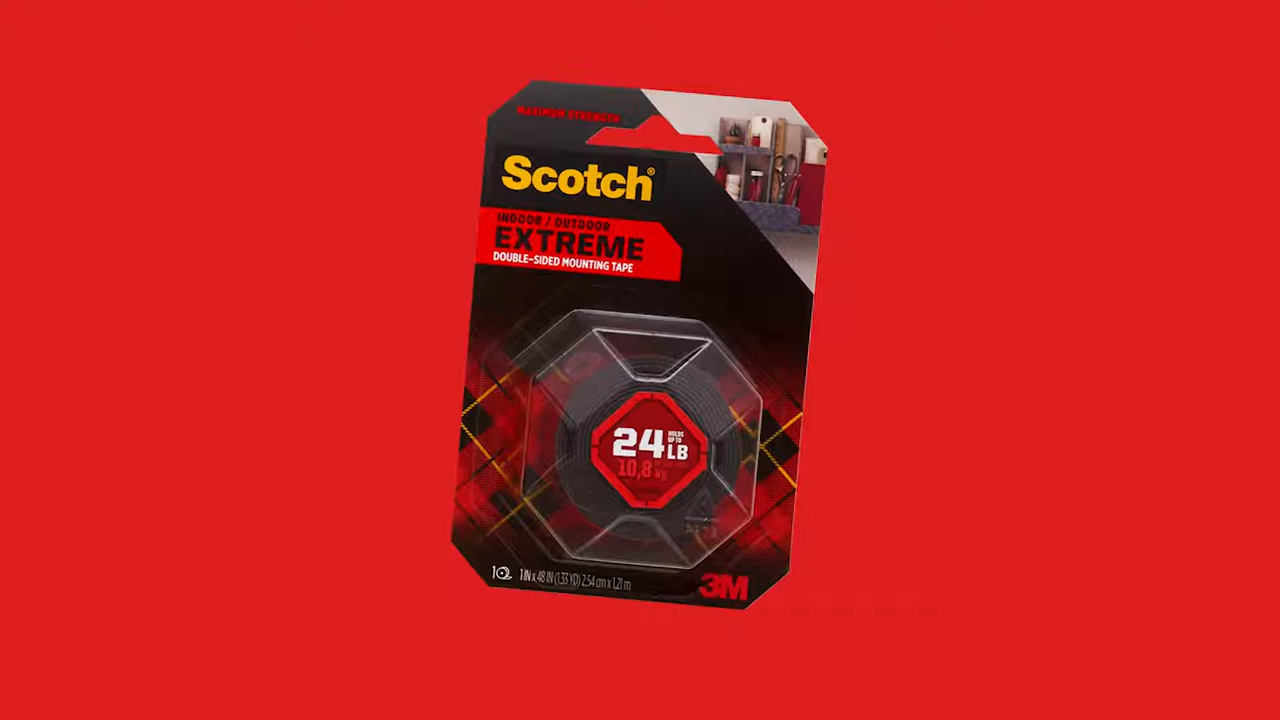 MAXIMUM STRENGTH
Scotch®
INDOOR / OUTDOOR
EXTREME
DOUBLE-SIDED MOUNTING TAPE
24 HOLDS UP TO LB
10,8 kg
1 1 IN x 48 IN (1.33 YD) 2.54 cm x 1.21 m
3M